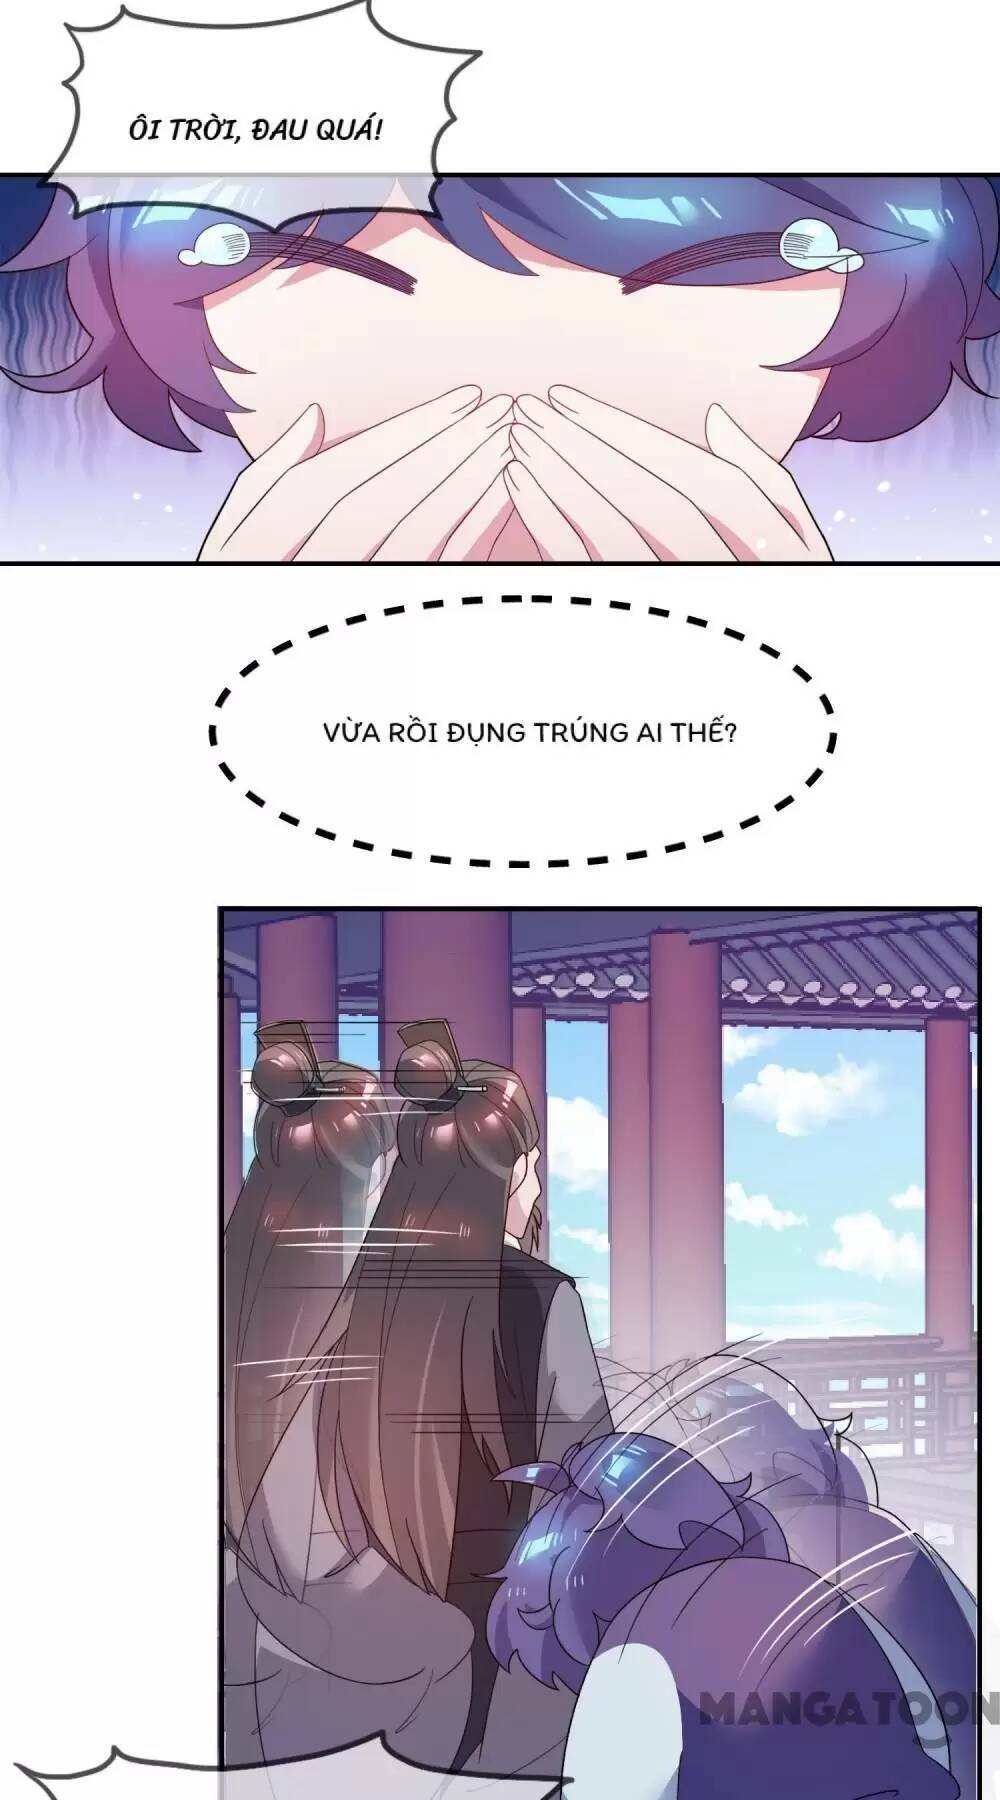 ÔI TRỜI, ĐAU QUÁ!
VỪA RỒI ĐỤNG TRÚNG AI THẾ?
MANGATOON